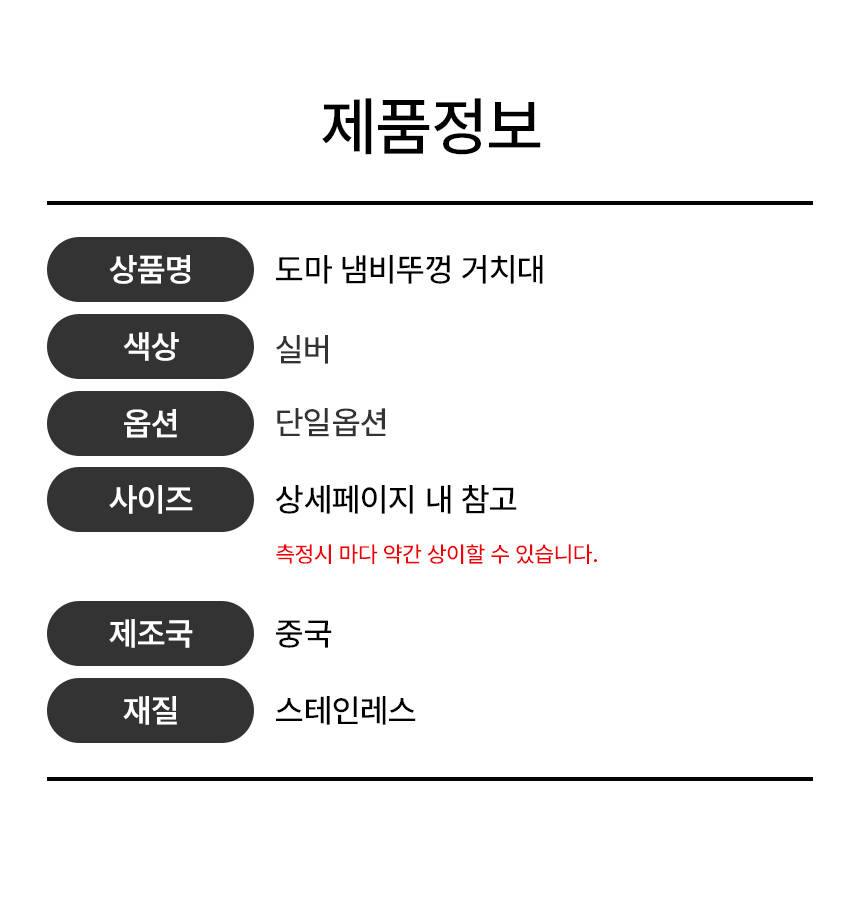 제품정보
상품명 도마 냄비뚜껑 거치대
색상 실버
옵션 단일옵션
사이즈 상세페이지 내 참고
측정시 마다 약간 상이할 수 있습니다.
제조국 중국
재질 스테인레스